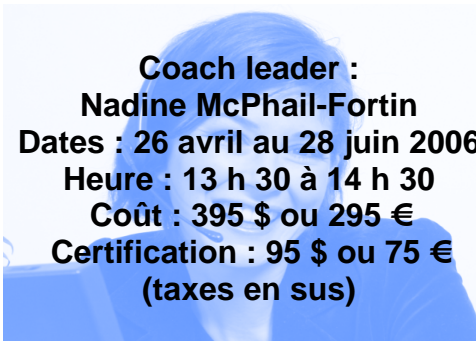 Coach leader :
Nadine McPhail-Fortin
Dates : 26 avril au 28 juin 2006
Heure : 13 h 30 à 14 h 30
Coût : 395 $ ou 295 €
Certification : 95 $ ou 75 €
(taxes en sus)